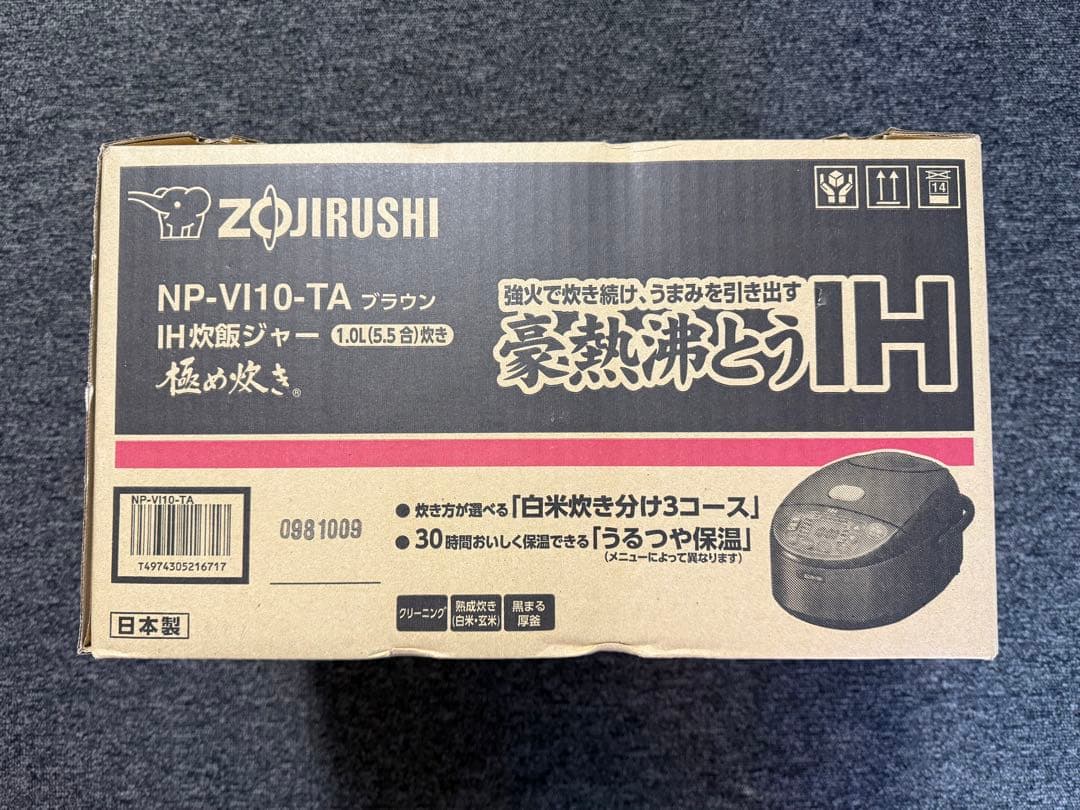 ZOJIRUSHI
14
NP-VI10-TA ブラウン
IH炊飯ジャー 1.0L(5.5合)炊き
極め炊き®
強火で炊き続け、うまみを引き出す
豪熱沸とうIH
NP-VI10-TA
T4974305216717
0981009
● 炊き方が選べる「白米炊き分け3コース」
● 30時間おいしく保温できる「うるつや保温」
(メニューによって異なります)
日本製
クリーニング
熟成炊き
(白米・玄米)
黒まる
厚釜